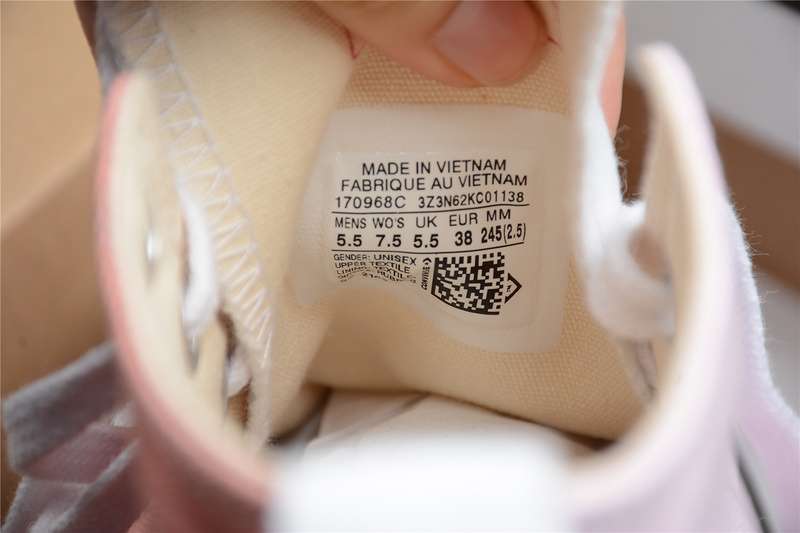 MADE IN VIETNAM
FABRIQUE AU VIETNAM
170968C 3Z3N62KC01138
MENS WO'S UK EUR MM
5.5 7.5 5.5 38 245(2.5)
GENDER: UNISEX
UPPER TEXTILE
CONVERSE